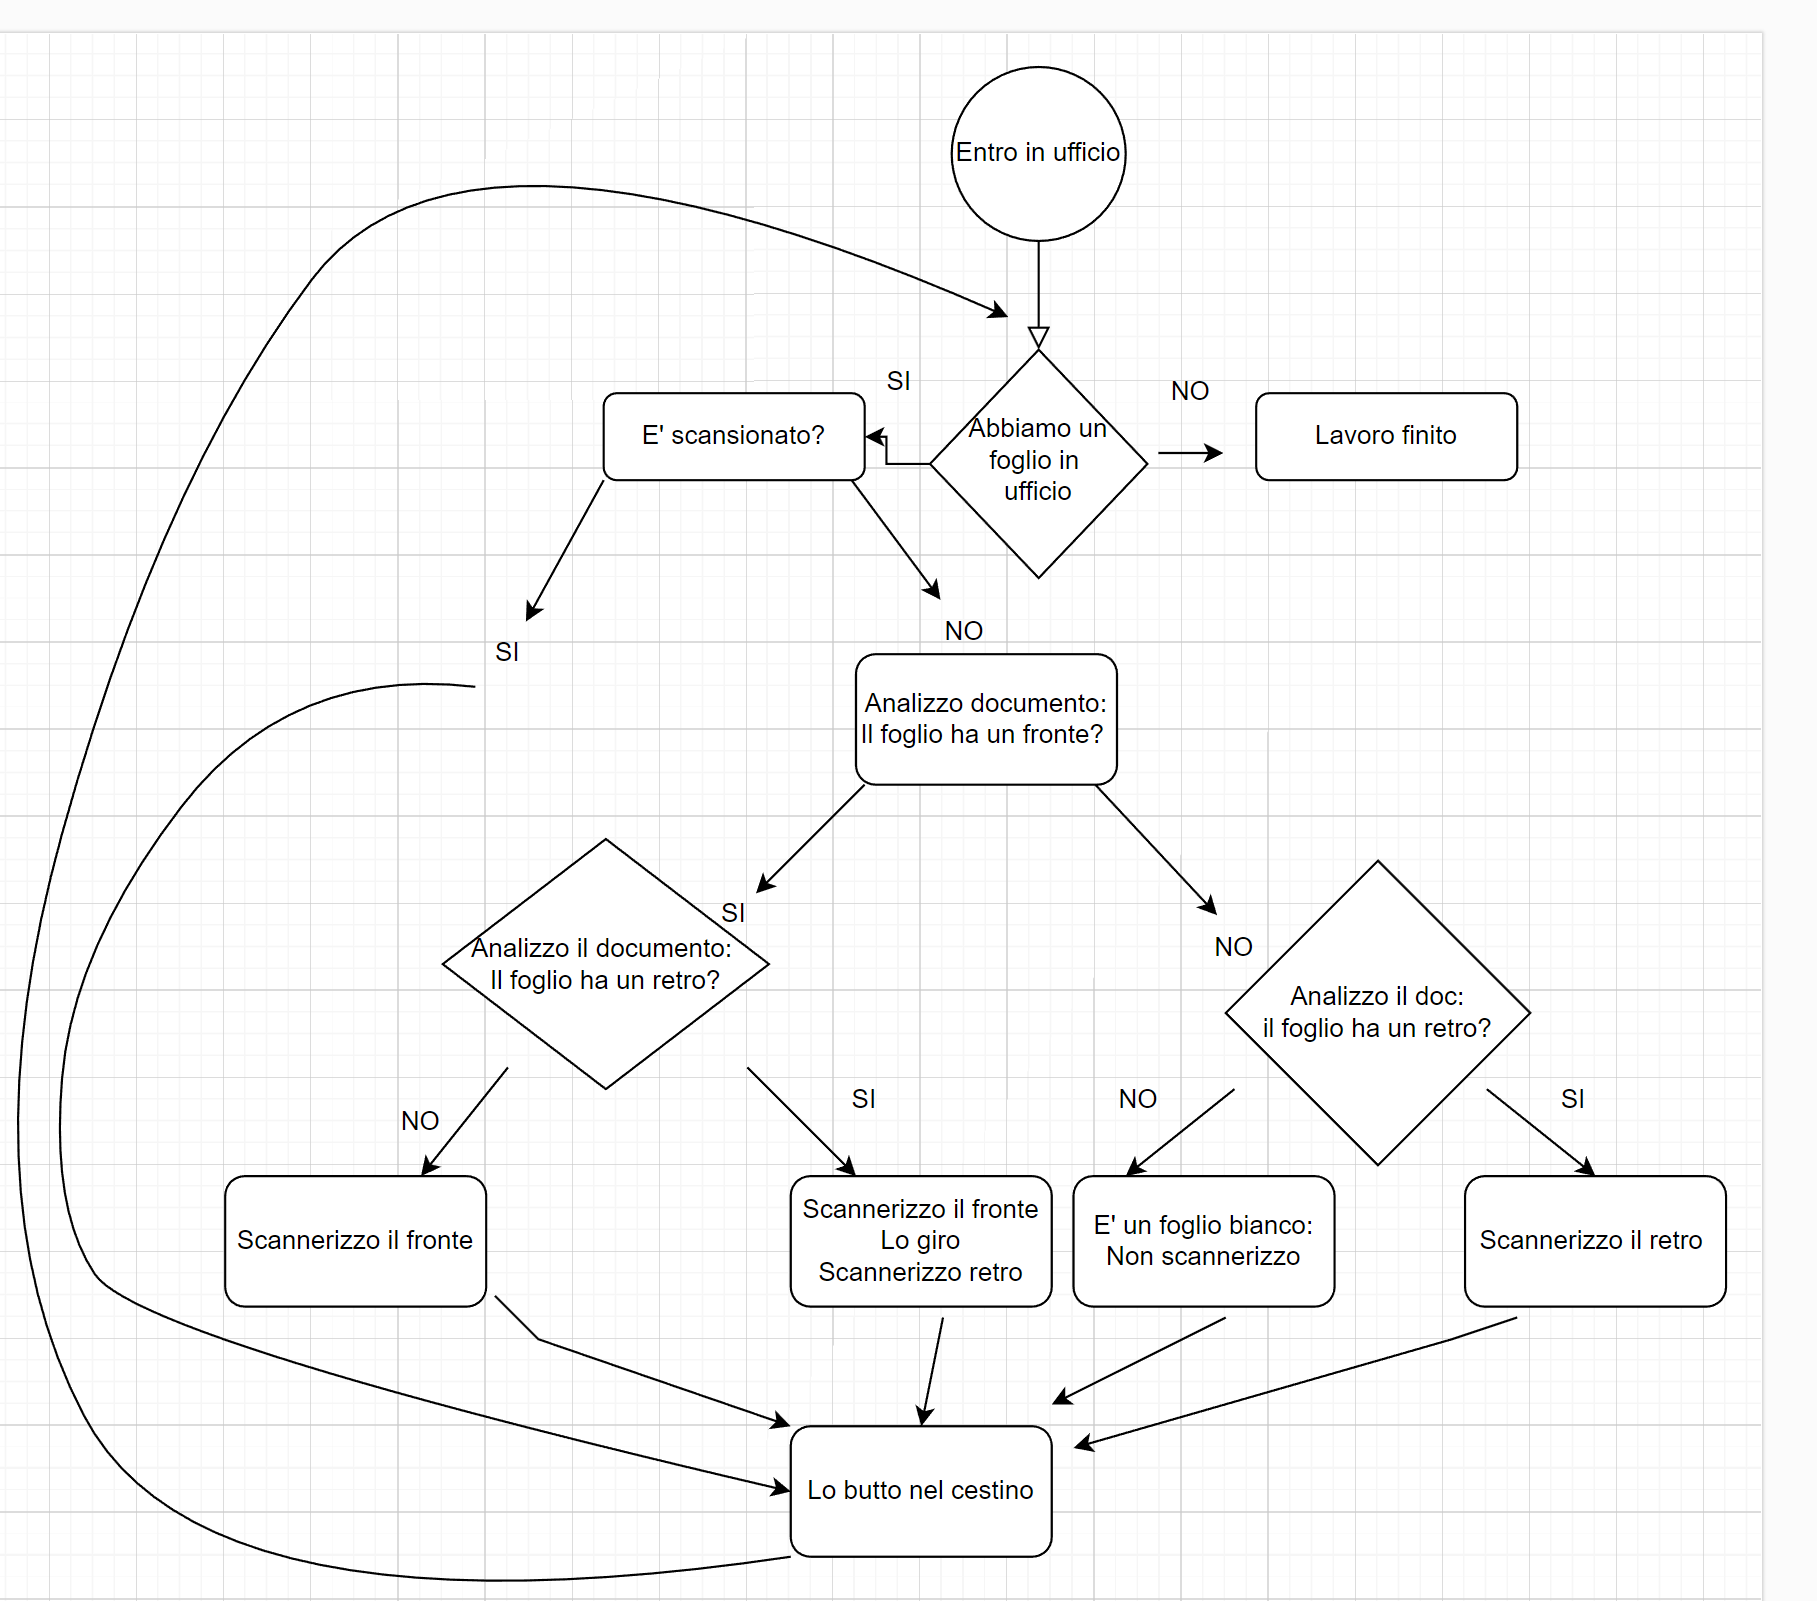 Entro in ufficio
SI
NO
E' scansionato?
Abbiamo un
foglio in
ufficio
Lavoro finito
SI
NO
Analizzo documento:
Il foglio ha un fronte?
SI
NO
Analizzo il documento:
Il foglio ha un retro?
Analizzo il doc:
il foglio ha un retro?
NO
SI
NO
SI
Scannerizzo il fronte
Scannerizzo il fronte
Lo giro
Scannerizzo retro
E' un foglio bianco:
Non scannerizzo
Scannerizzo il retro
Lo butto nel cestino